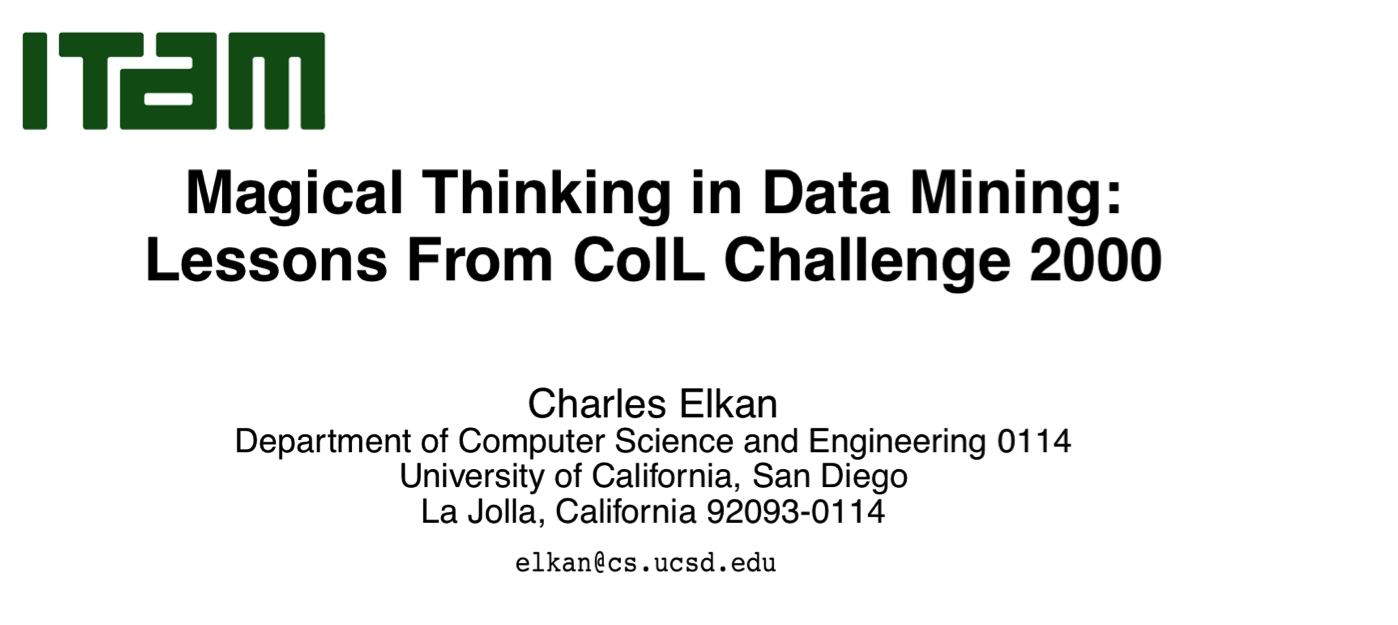 ITAM
Magical Thinking in Data Mining:
Lessons From CoIL Challenge 2000
Charles Elkan
Department of Computer Science and Engineering 0114
University of California, San Diego
La Jolla, California 92093-0114
elkan@cs.ucsd.edu